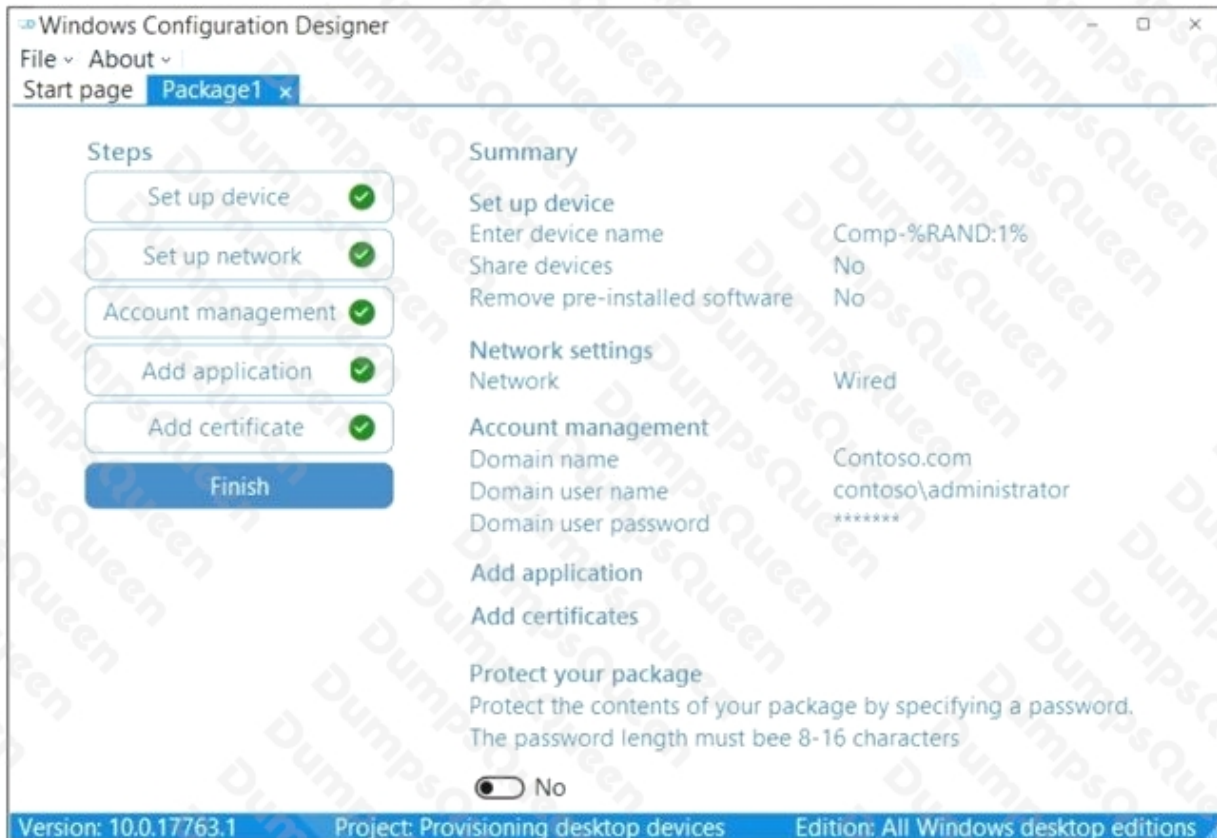 Windows Configuration Designer
File About
Start page Package1 x
Steps
Set up device
Set up network
Account management
Add application
Add certificate
Finish
Summary
Set up device
Enter device name Comp-%RAND:1%
Share devices No
Remove pre-installed software No
Network settings
Network Wired
Account management
Domain name Contoso.com
Domain user name contoso\administrator
Domain user password *******
Add application
Add certificates
Protect your package
Protect the contents of your package by specifying a password.
The password length must bee 8-16 characters
No
Version: 10.0.17763.1 Project: Provisioning desktop devices Edition: All Windows desktop editions
DumpsQueen